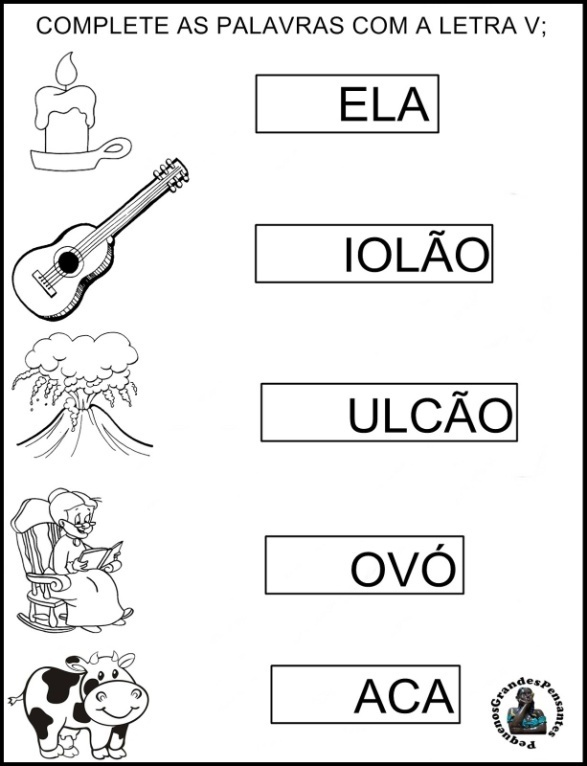 COMPLETE AS PALAVRAS COM A LETRA V;
ELA
IOLÃO
ULCÃO
OVÓ
ACA
PequenosGrandesPensantes